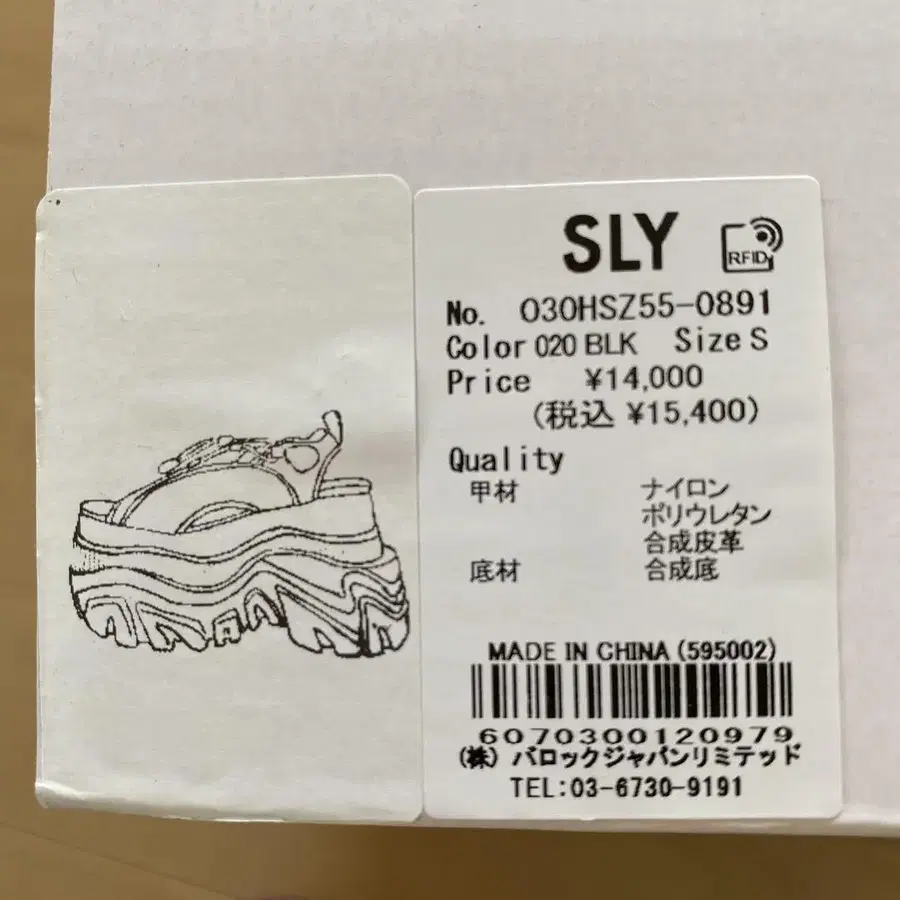 SLY RFID
No. 030HSZ55-0891
Color 020 BLK Size S
Price ¥14,000
(税込 ¥15,400)
Quality
甲材 ナイロン
ポリウレタン
合成皮革
底材 合成底
MADE IN CHINA (595002)
6070300120979
(株) バロックジャパンリミテッド
TEL:03-6730-9191